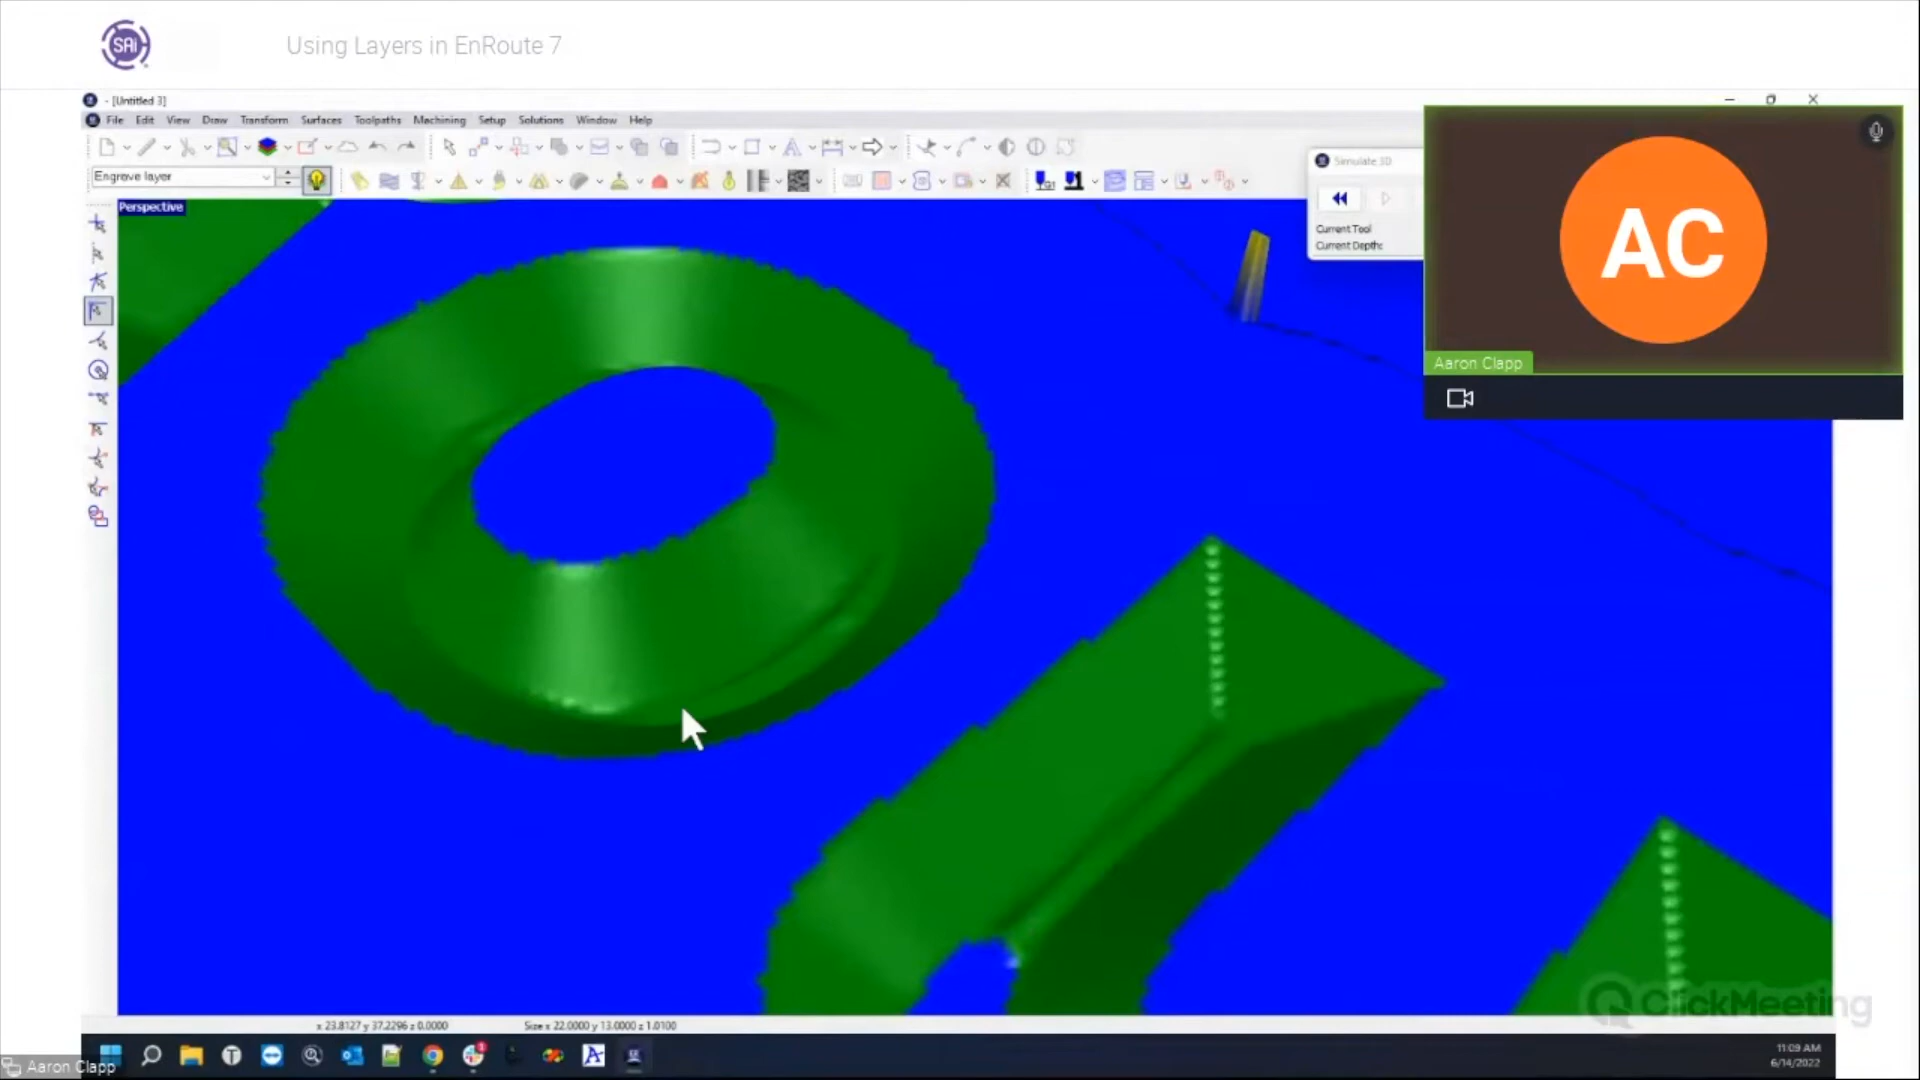 SAi
Using Layers in EnRoute 7
- [Untitled 3]
File Edit View Draw Transform Surfaces Toolpaths Machining Setup Solutions Window Help
Engrave layer
Perspective
Simulate 3D
Current Tool
Current Depth:
AC
Aaron Clapp
ClickMeeting
x 23.8127 y 37.2296 z 0.0000 Size x 22.0000 y 13.0000 z 1.0100
11:09 AM
6/14/2022
Aaron Clapp